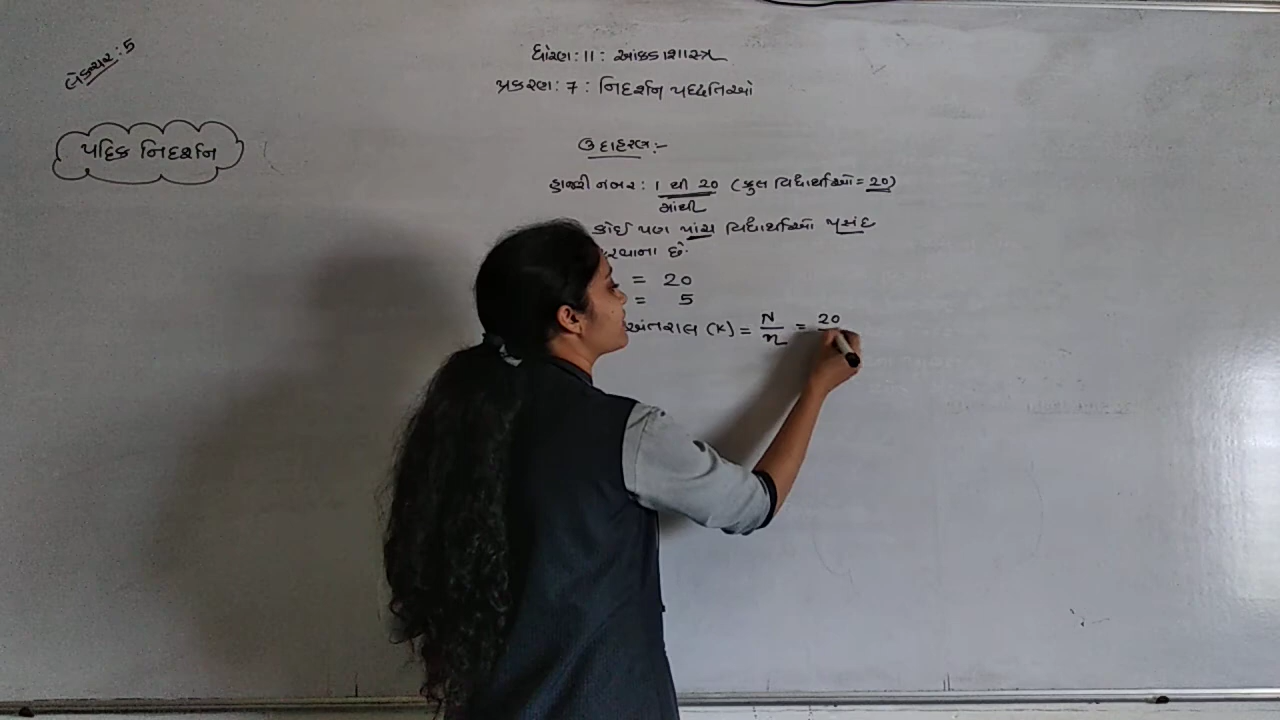 લેક્ચર : 5
ધોરણ : 11 : આંકડાશાસ્ત્ર
પ્રકરણ : 7 : નિદર્શન પદ્ધતિઓ
પદિક નિદર્શન
ઉદાહરણ :-
હાજરી નંબર : 1 થી 20 (કુલ વિદ્યાર્થીઓ = 20)
માંથી
કોઈ પણ પાંચ વિદ્યાર્થીઓ પસંદ
કરવાના છે.
= 20
= 5
અંતરાલ (k) = N/n = 20